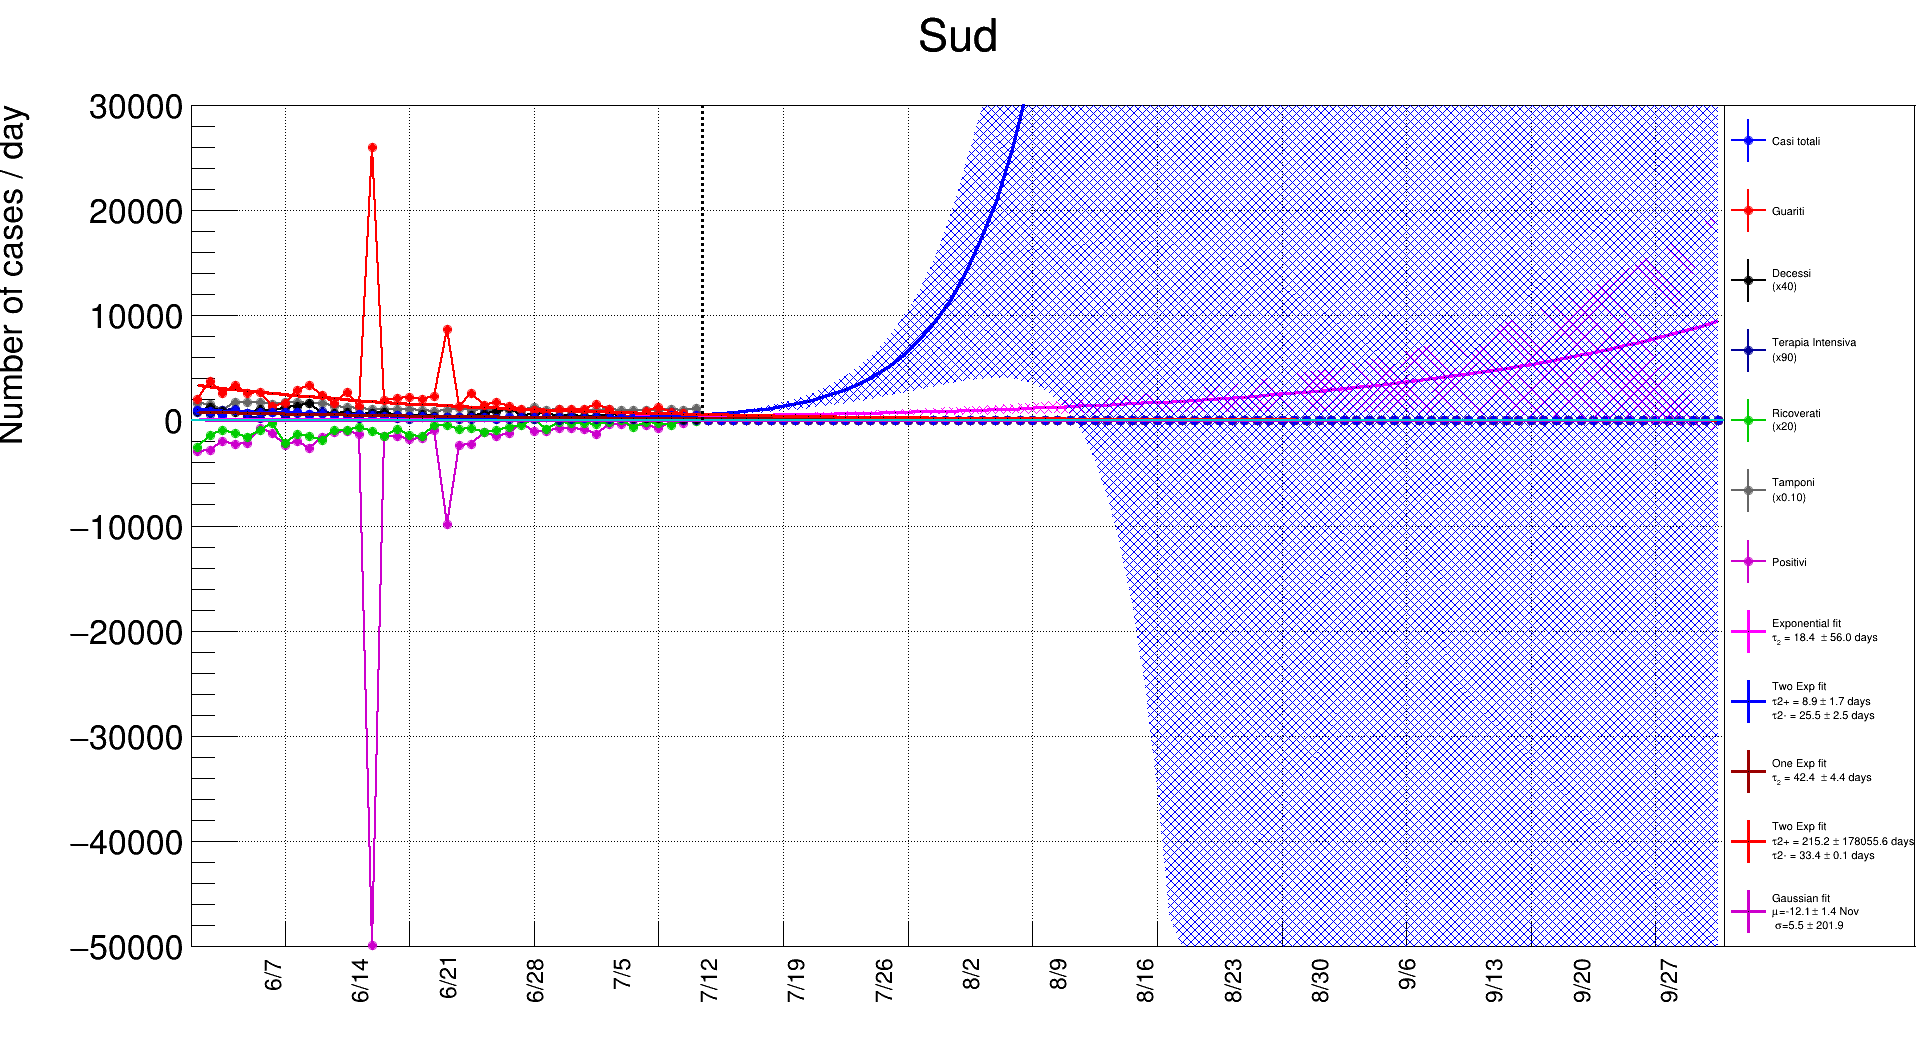 Sud
Number of cases / day
30000
20000
10000
0
−10000
−20000
−30000
−40000
−50000
6/7
6/14
6/21
6/28
7/5
7/12
7/19
7/26
8/2
8/9
8/16
8/23
8/30
9/6
9/13
9/20
9/27
Casi totali
Guariti
Decessi
(x40)
Terapia Intensiva
(x90)
Ricoverati
(x20)
Tamponi
(x0.10)
Positivi
Exponential fit
τ2 = 18.4 ± 56.0 days
Two Exp fit
τ2+ = 8.9 ± 1.7 days
τ2- = 25.5 ± 2.5 days
One Exp fit
τ2 = 42.4 ± 4.4 days
Two Exp fit
τ2+ = 215.2 ± 178055.6 days
τ2- = 33.4 ± 0.1 days
Gaussian fit
μ=-12.1 ± 1.4 Nov
σ=5.5 ± 201.9